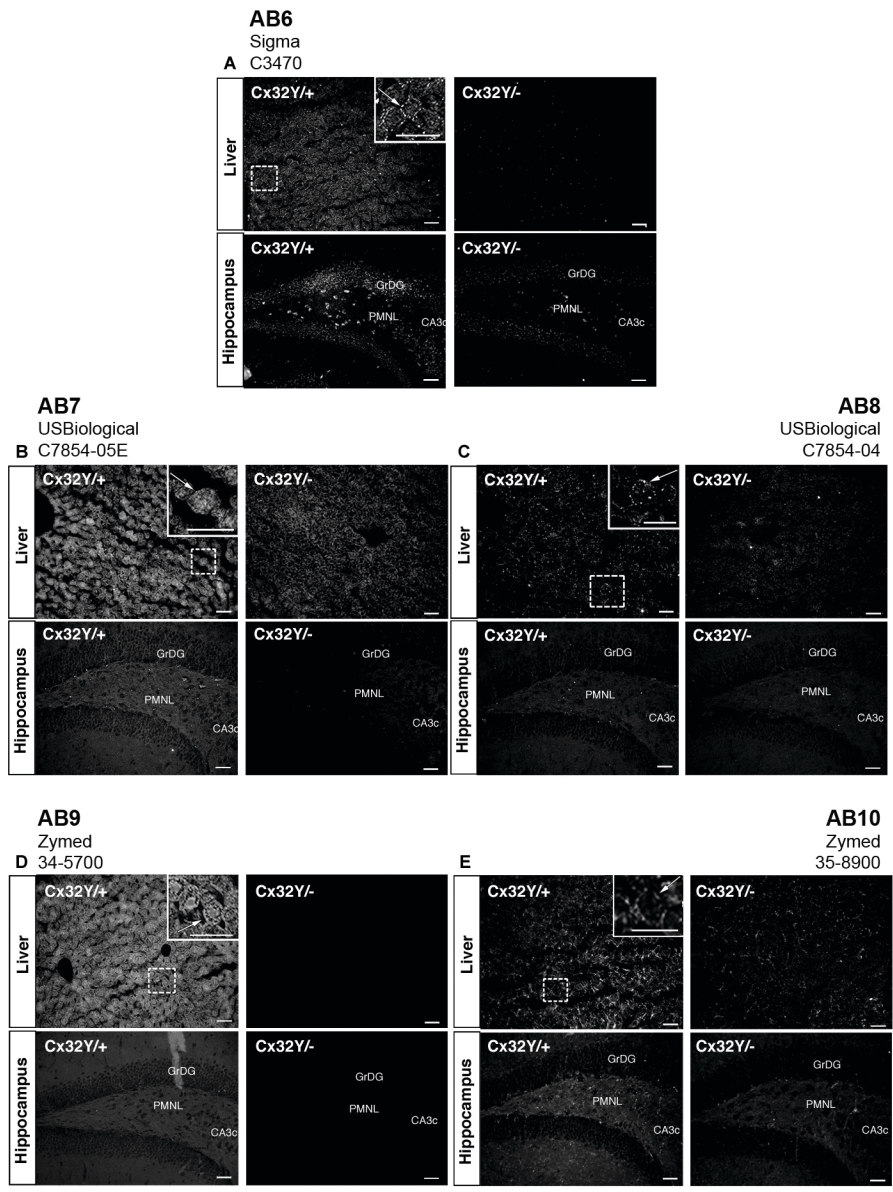 AB6
Sigma
A C3470
Liver
Cx32Y/+
Cx32Y/-
Hippocampus
Cx32Y/+
GrDG
PMNL
CA3c
Cx32Y/-
GrDG
PMNL
CA3c
AB7
USBiological
B C7854-05E
Liver
Cx32Y/+
Cx32Y/-
Hippocampus
Cx32Y/+
GrDG
PMNL
CA3c
Cx32Y/-
GrDG
PMNL
CA3c
AB8
USBiological
C C7854-04
Liver
Cx32Y/+
Cx32Y/-
Hippocampus
Cx32Y/+
GrDG
PMNL
CA3c
Cx32Y/-
GrDG
PMNL
CA3c
AB9
Zymed
D 34-5700
Liver
Cx32Y/+
Cx32Y/-
Hippocampus
Cx32Y/+
GrDG
PMNL
CA3c
Cx32Y/-
GrDG
PMNL
CA3c
AB10
Zymed
E 35-8900
Liver
Cx32Y/+
Cx32Y/-
Hippocampus
Cx32Y/+
GrDG
PMNL
CA3c
Cx32Y/-
GrDG
PMNL
CA3c